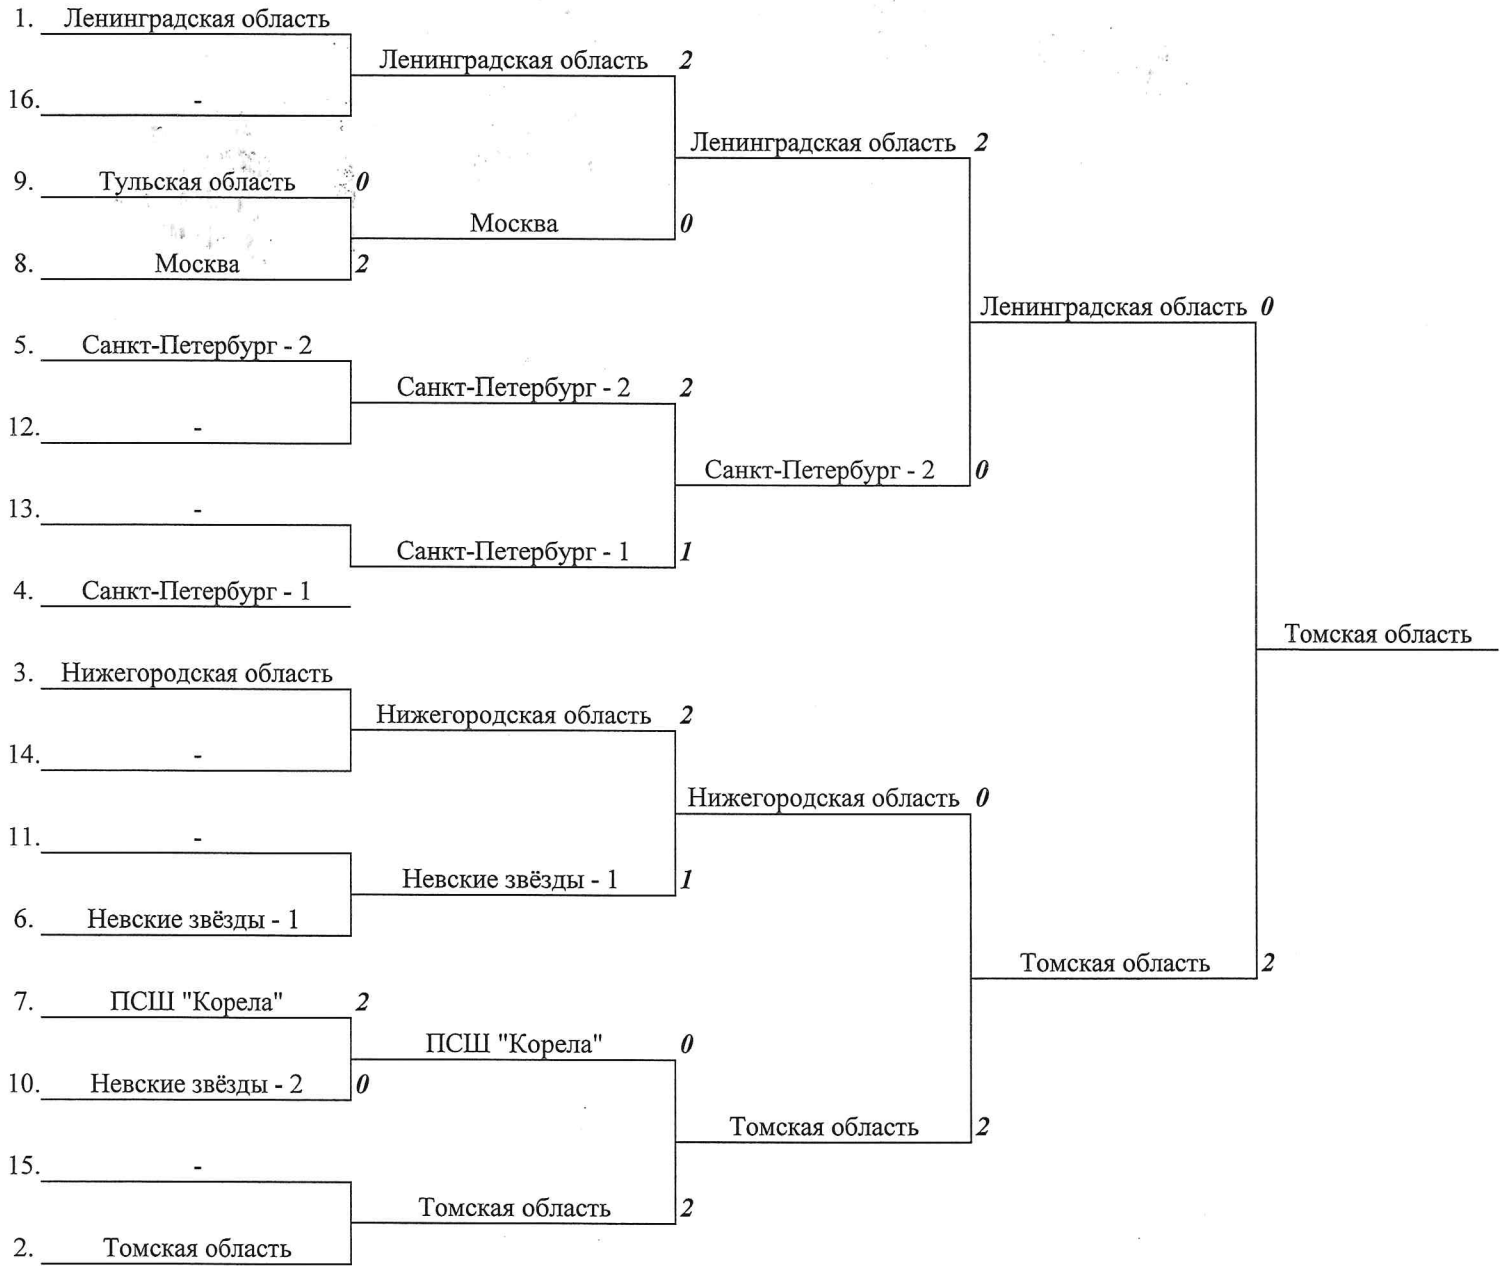 1. Ленинградская область
Ленинградская область 2
16. -
Ленинградская область 2
9. Тульская область 0
Москва 0
8. Москва 2
Ленинградская область 0
5. Санкт-Петербург - 2
Санкт-Петербург - 2 2
12. -
Санкт-Петербург - 2 0
13. -
Санкт-Петербург - 1 1
4. Санкт-Петербург - 1
Томская область
3. Нижегородская область
Нижегородская область 2
14. -
Нижегородская область 0
11. -
Невские звёзды - 1 1
6. Невские звёзды - 1
Томская область 2
7. ПСШ "Корела" 2
ПСШ "Корела" 0
10. Невские звёзды - 2 0
Томская область 2
15. -
Томская область 2
2. Томская область